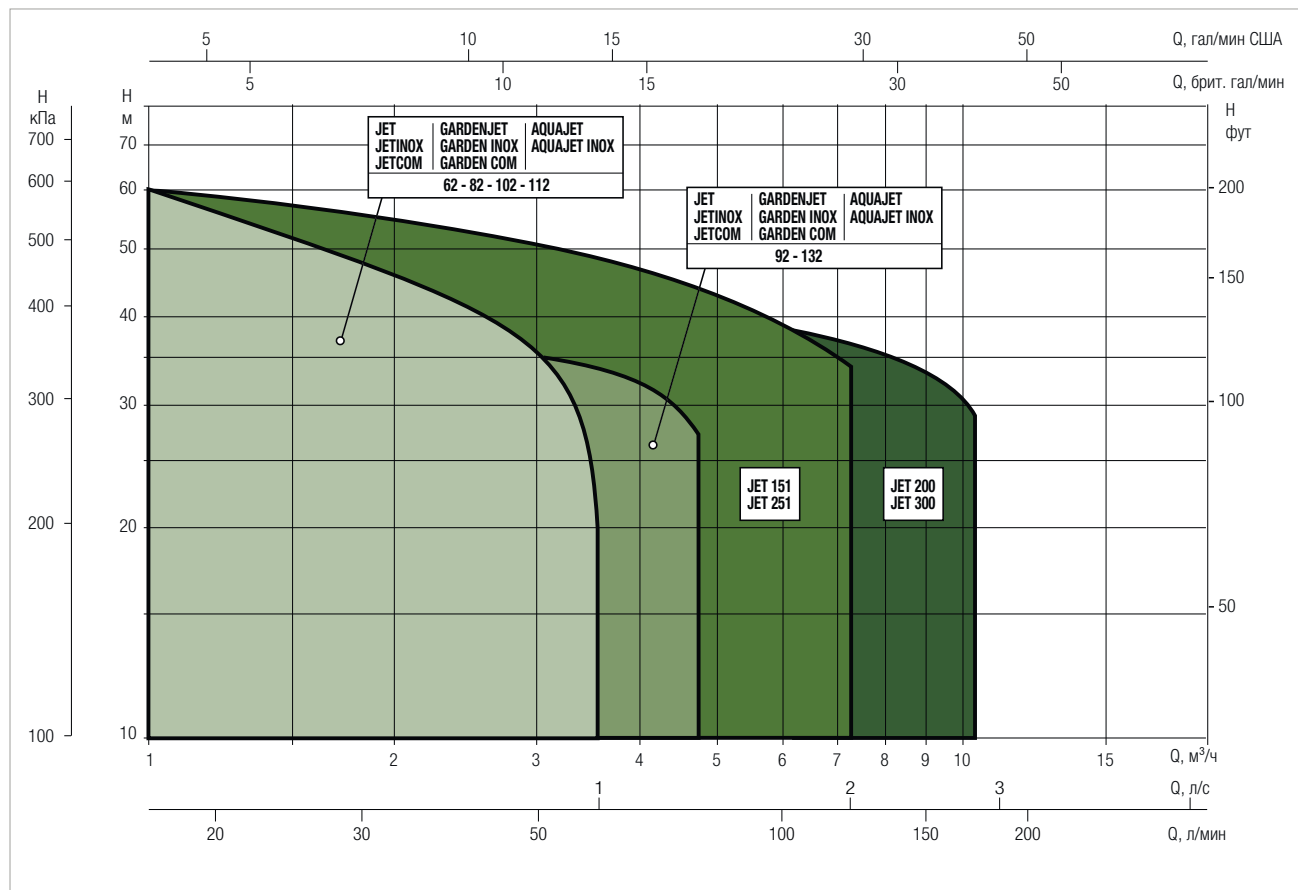 5 10 15 30 50 Q, гал/мин США
5 10 15 30 50 Q, брит. гал/мин
H
кПа
H
м
H
фут
700
600
500
400
300
200
100
70
60
50
40
30
20
10
200
150
100
50
JET GARDENJET AQUAJET
JETINOX GARDEN INOX AQUAJET INOX
JETCOM GARDEN COM
62 - 82 - 102 - 112
JET GARDENJET AQUAJET
JETINOX GARDEN INOX AQUAJET INOX
JETCOM GARDEN COM
92 - 132
JET 151
JET 251
JET 200
JET 300
1 2 3 4 5 6 7 8 9 10 15 Q, м³/ч
1 2 3 Q, л/с
20 30 50 100 150 200 Q, л/мин